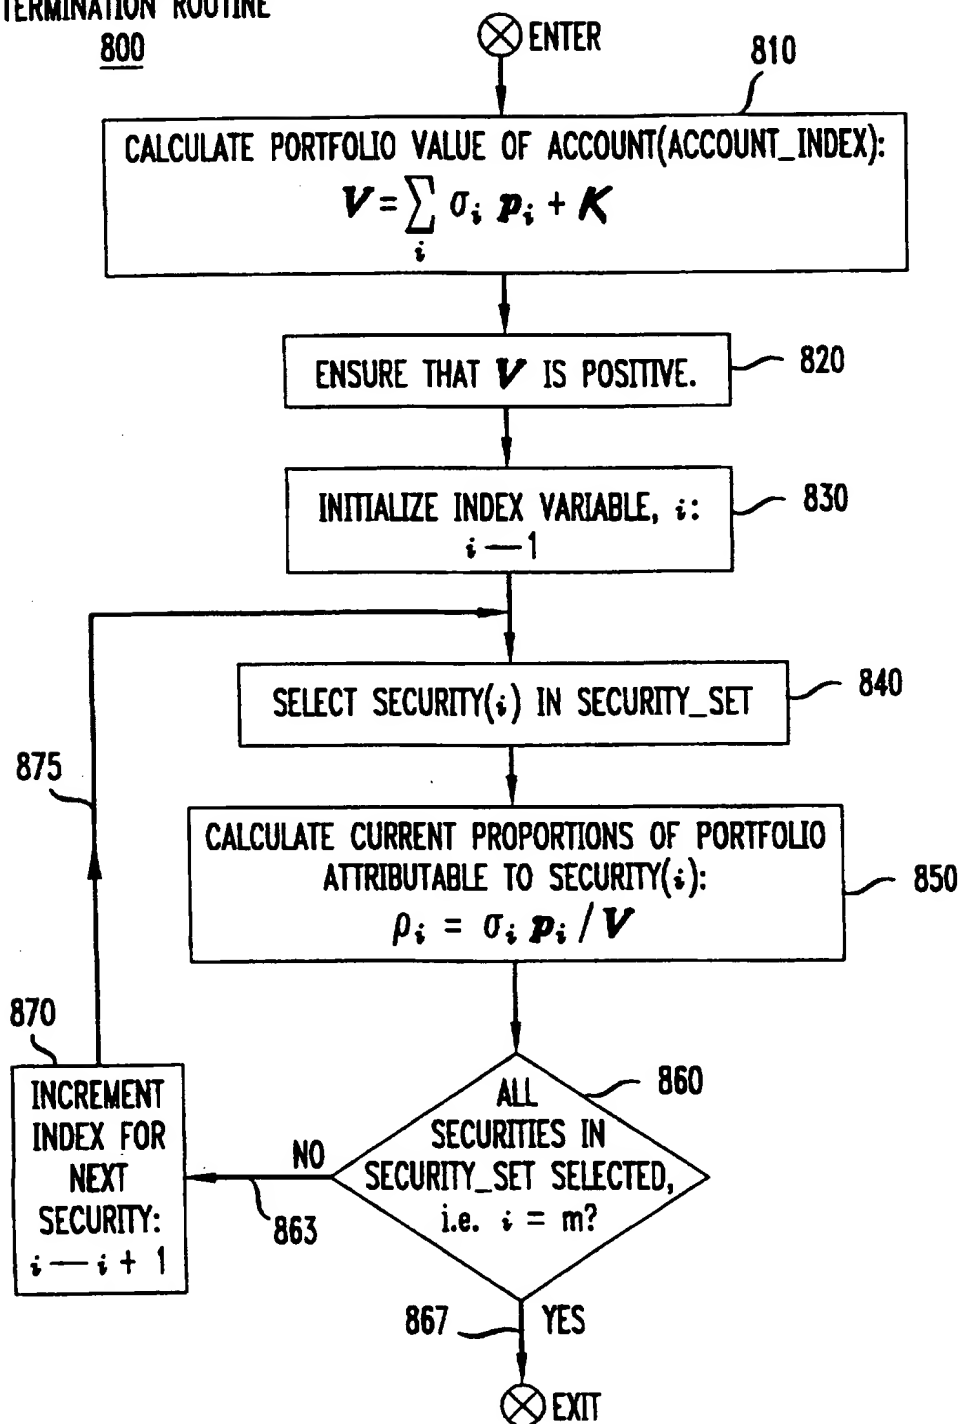 TERMINATION ROUTINE
800
ENTER
810
CALCULATE PORTFOLIO VALUE OF ACCOUNT(ACCOUNT_INDEX):
V = ∑ σi pi + K
i
ENSURE THAT V IS POSITIVE.
820
INITIALIZE INDEX VARIABLE, i:
i — 1
830
SELECT SECURITY(i) IN SECURITY_SET
840
875
CALCULATE CURRENT PROPORTIONS OF PORTFOLIO
ATTRIBUTABLE TO SECURITY(i):
ρi = σi pi / V
850
870
INCREMENT
INDEX FOR
NEXT
SECURITY:
i — i + 1
NO
863
ALL
SECURITIES IN
SECURITY_SET SELECTED,
i.e. i = m?
860
867
YES
EXIT